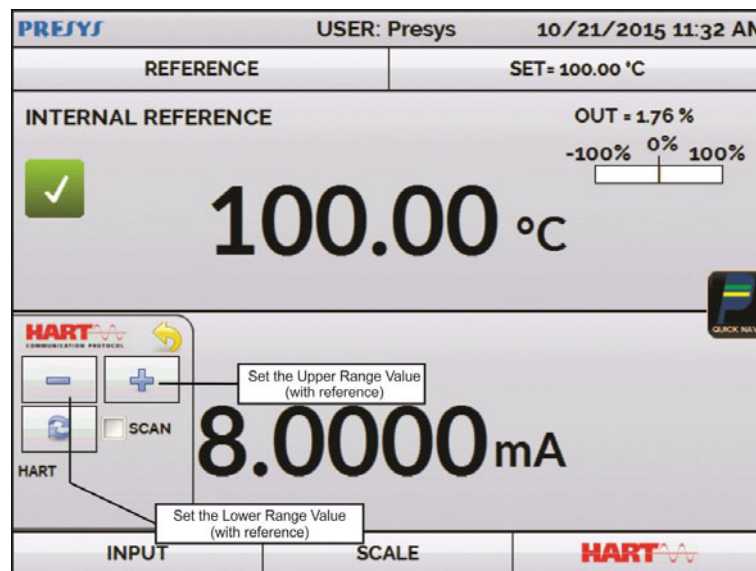 PRESYS
USER: Presys
10/21/2015 11:32 AM
REFERENCE
SET= 100.00 °C
INTERNAL REFERENCE
OUT = 1.76 %
-100% 0% 100%
100.00 °C
QUICK NAV
HART
COMMUNICATION PROTOCOL
Set the Upper Range Value
(with reference)
SCAN
8.0000 mA
HART
Set the Lower Range Value
(with reference)
INPUT
SCALE
HART